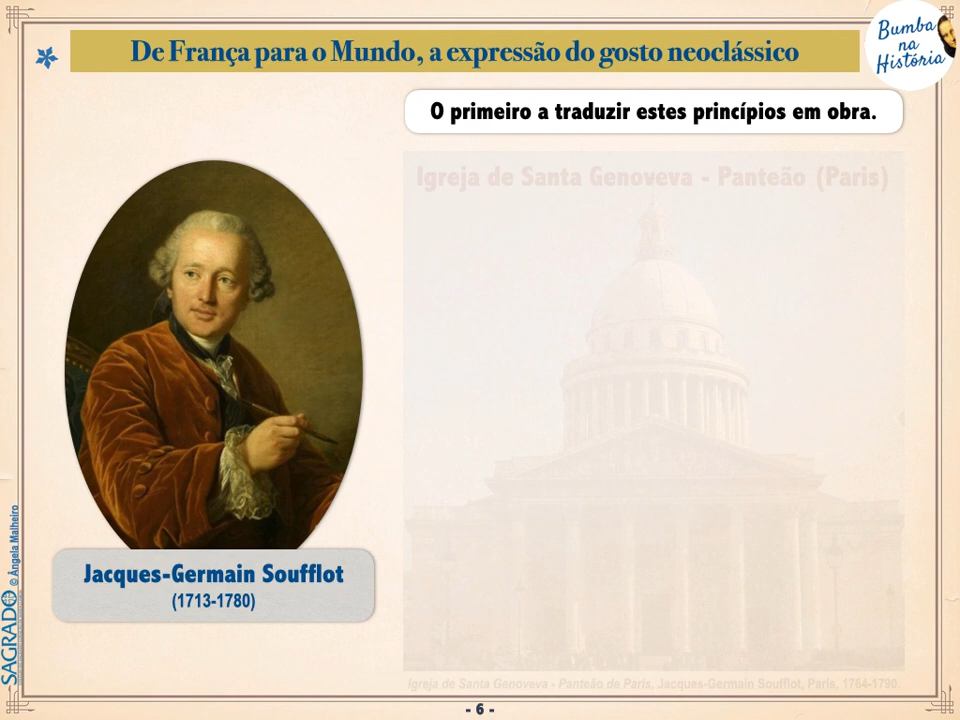 De França para o Mundo, a expressão do gosto neoclássico
Bumba
na
História
O primeiro a traduzir estes princípios em obra.
Igreja de Santa Genoveva - Panteão (Paris)
Jacques-Germain Soufflot
(1713-1780)
Igreja de Santa Genoveva - Panteão de Paris, Jacques-Germain Soufflot, Paris, 1764-1790.
SAGRADO © Ângela Malheiro
- 6 -